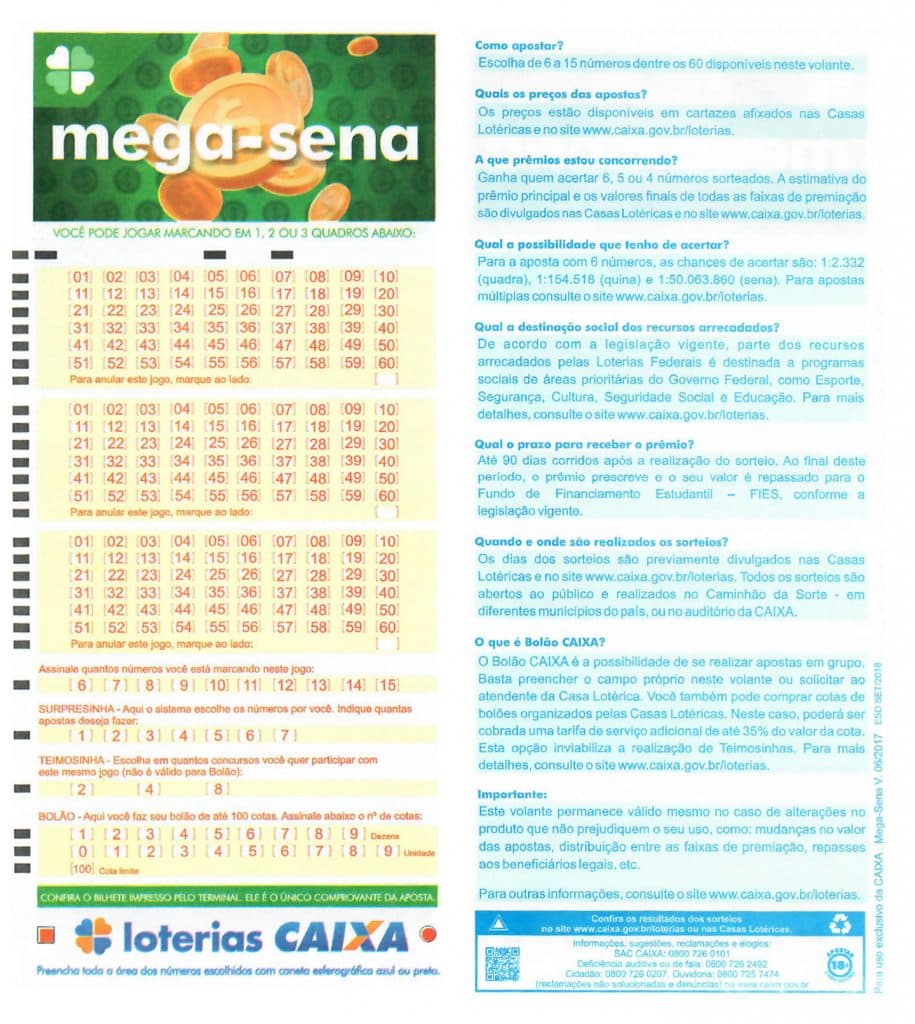 mega-sena
VOCÊ PODE JOGAR MARCANDO EM 1, 2 OU 3 QUADROS ABAIXO:
[01] [02] [03] [04] [05] [06] [07] [08] [09] [10]
[11] [12] [13] [14] [15] [16] [17] [18] [19] [20]
[21] [22] [23] [24] [25] [26] [27] [28] [29] [30]
[31] [32] [33] [34] [35] [36] [37] [38] [39] [40]
[41] [42] [43] [44] [45] [46] [47] [48] [49] [50]
[51] [52] [53] [54] [55] [56] [57] [58] [59] [60]
Para anular este jogo, marque ao lado: [ ]
[01] [02] [03] [04] [05] [06] [07] [08] [09] [10]
[11] [12] [13] [14] [15] [16] [17] [18] [19] [20]
[21] [22] [23] [24] [25] [26] [27] [28] [29] [30]
[31] [32] [33] [34] [35] [36] [37] [38] [39] [40]
[41] [42] [43] [44] [45] [46] [47] [48] [49] [50]
[51] [52] [53] [54] [55] [56] [57] [58] [59] [60]
Para anular este jogo, marque ao lado: [ ]
[01] [02] [03] [04] [05] [06] [07] [08] [09] [10]
[11] [12] [13] [14] [15] [16] [17] [18] [19] [20]
[21] [22] [23] [24] [25] [26] [27] [28] [29] [30]
[31] [32] [33] [34] [35] [36] [37] [38] [39] [40]
[41] [42] [43] [44] [45] [46] [47] [48] [49] [50]
[51] [52] [53] [54] [55] [56] [57] [58] [59] [60]
Para anular este jogo, marque ao lado: [ ]
Assinale quantos números você está marcando neste jogo:
[6] [7] [8] [9] [10] [11] [12] [13] [14] [15]
SURPRESINHA - Aqui o sistema escolhe os números por você. Indique quantas
apostas deseja fazer:
[1] [2] [3] [4] [5] [6] [7]
TEIMOSINHA - Escolha em quantos concursos você quer participar com
este mesmo jogo (não é válido para Bolão):
[2] [4] [8]
BOLÃO - Aqui você faz seu bolão de até 100 cotas. Assinale abaixo o nº de cotas:
[1] [2] [3] [4] [5] [6] [7] [8] [9] Dezena
[0] [1] [2] [3] [4] [5] [6] [7] [8] [9] Unidade
[100] Cota limite
CONFIRA O BILHETE IMPRESSO PELO TERMINAL. ELE É O ÚNICO COMPROVANTE DA APOSTA.
loterias CAIXA
Preencha toda a área dos números escolhidos com caneta esferográfica azul ou preta.
Como apostar?
Escolha de 6 a 15 números dentre os 60 disponíveis neste volante.
Quais os preços das apostas?
Os preços estão disponíveis em cartazes afixados nas Casas
Lotéricas e no site www.caixa.gov.br/loterias.
A que prêmios estou concorrendo?
Ganha quem acertar 6, 5 ou 4 números sorteados. A estimativa do
prêmio principal e os valores finais de todas as faixas de premiação
são divulgados nas Casas Lotéricas e no site www.caixa.gov.br/loterias.
Qual a possibilidade que tenho de acertar?
Para a aposta com 6 números, as chances de acertar são: 1:2.332
(quadra), 1:154.518 (quina) e 1:50.063.860 (sena). Para apostas
múltiplas consulte o site www.caixa.gov.br/loterias.
Qual a destinação social dos recursos arrecadados?
De acordo com a legislação vigente, parte dos recursos
arrecadados pelas Loterias Federais é destinada a programas
sociais de áreas prioritárias do Governo Federal, como Esporte,
Segurança, Cultura, Seguridade Social e Educação. Para mais
detalhes, consulte o site www.caixa.gov.br/loterias.
Qual o prazo para receber o prêmio?
Até 90 dias corridos após a realização do sorteio. Ao final deste
período, o prêmio prescreve e o seu valor é repassado para o
Fundo de Financiamento Estudantil – FIES, conforme a
legislação vigente.
Quando e onde são realizados os sorteios?
Os dias dos sorteios são previamente divulgados nas Casas
Lotéricas e no site www.caixa.gov.br/loterias. Todos os sorteios são
abertos ao público e realizados no Caminhão da Sorte - em
diferentes municípios do país, ou no auditório da CAIXA.
O que é Bolão CAIXA?
O Bolão CAIXA é a possibilidade de se realizar apostas em grupo.
Basta preencher o campo próprio neste volante ou solicitar ao
atendente da Casa Lotérica. Você também pode comprar cotas de
bolões organizados pelas Casas Lotéricas. Neste caso, poderá ser
cobrada uma tarifa de serviço adicional de até 35% do valor da cota.
Esta opção inviabiliza a realização de Teimosinhas. Para mais
detalhes, consulte o site www.caixa.gov.br/loterias.
Importante:
Este volante permanece válido mesmo no caso de alterações no
produto que não prejudiquem o seu uso, como: mudanças no valor
das apostas, distribuição entre as faixas de premiação, repasses
aos beneficiários legais, etc.
Para outras informações, consulte o site www.caixa.gov.br/loterias.
Confira os resultados dos sorteios
no site www.caixa.gov.br/loterias ou nas Casas Lotéricas.
Informações, sugestões, reclamações e elogios:
SAC CAIXA: 0800 726 0101
Deficiência auditiva ou de fala: 0800 726 2492
Cidadão: 0800 726 0207. Ouvidoria: 0800 725 7474
(reclamações não solucionadas e denúncias) ou www.caixa.gov.br
18+
Para uso exclusivo da CAIXA Mega-Sena V. 06/2017 ESD SET/2018